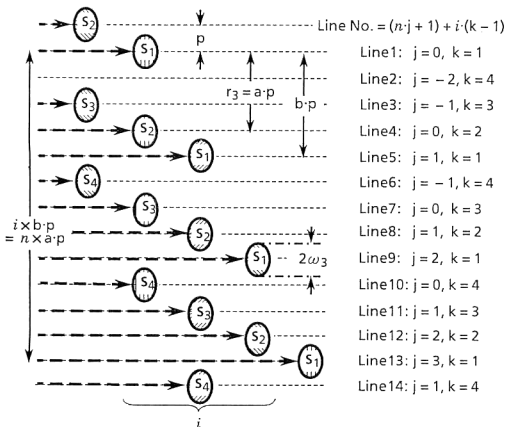 S₂
Line No. = (n·j + 1) + i·(k − 1)
p
S₁
Line1: j = 0, k = 1
Line2: j = − 2, k = 4
r₃ = a·p
b·p
S₃
Line3: j = − 1, k = 3
S₂
Line4: j = 0, k = 2
S₁
Line5: j = 1, k = 1
S₄
Line6: j = − 1, k = 4
S₃
Line7: j = 0, k = 3
i × b·p
= n × a·p
S₂
Line8: j = 1, k = 2
S₁
2ω₃
Line9: j = 2, k = 1
S₄
Line10: j = 0, k = 4
S₃
Line11: j = 1, k = 3
S₂
Line12: j = 2, k = 2
S₁
Line13: j = 3, k = 1
S₄
Line14: j = 1, k = 4
i